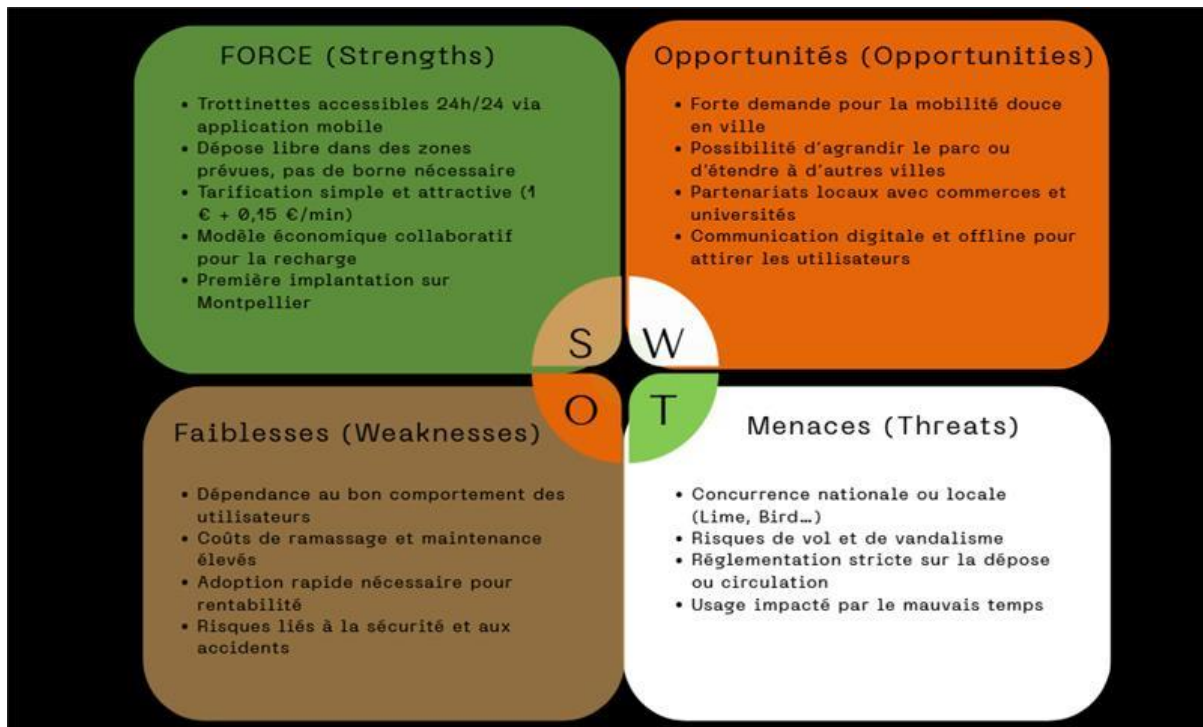 FORCE (Strengths)
• Trottinettes accessibles 24h/24 via
application mobile
• Dépose libre dans des zones
prévues, pas de borne nécessaire
• Tarification simple et attractive (1
€ + 0,15 €/min)
• Modèle économique collaboratif
pour la recharge
• Première implantation sur
Montpellier
Opportunités (Opportunities)
• Forte demande pour la mobilité douce
en ville
• Possibilité d'agrandir le parc ou
d'étendre à d'autres villes
• Partenariats locaux avec commerces et
universités
• Communication digitale et offline pour
attirer les utilisateurs
S W
O T
Faiblesses (Weaknesses)
• Dépendance au bon comportement des
utilisateurs
• Coûts de ramassage et maintenance
élevés
• Adoption rapide nécessaire pour
rentabilité
• Risques liés à la sécurité et aux
accidents
Menaces (Threats)
• Concurrence nationale ou locale
(Lime, Bird…)
• Risques de vol et de vandalisme
• Réglementation stricte sur la dépose
ou circulation
• Usage impacté par le mauvais temps